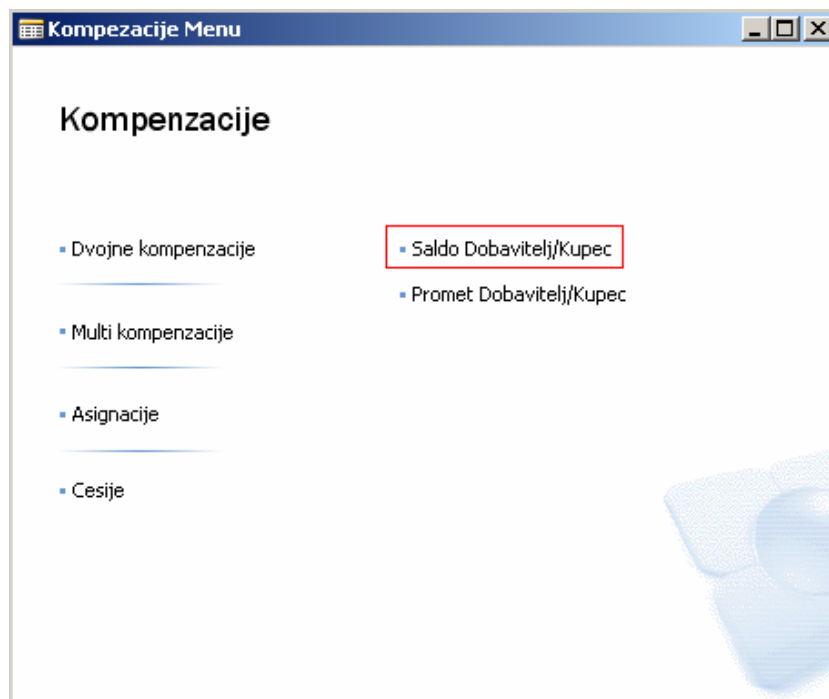 Kompezacije Menu
Kompenzacije
Dvojne kompenzacije
Multi kompenzacije
Asignacije
Cesije
Saldo Dobavitelj/Kupec
Promet Dobavitelj/Kupec